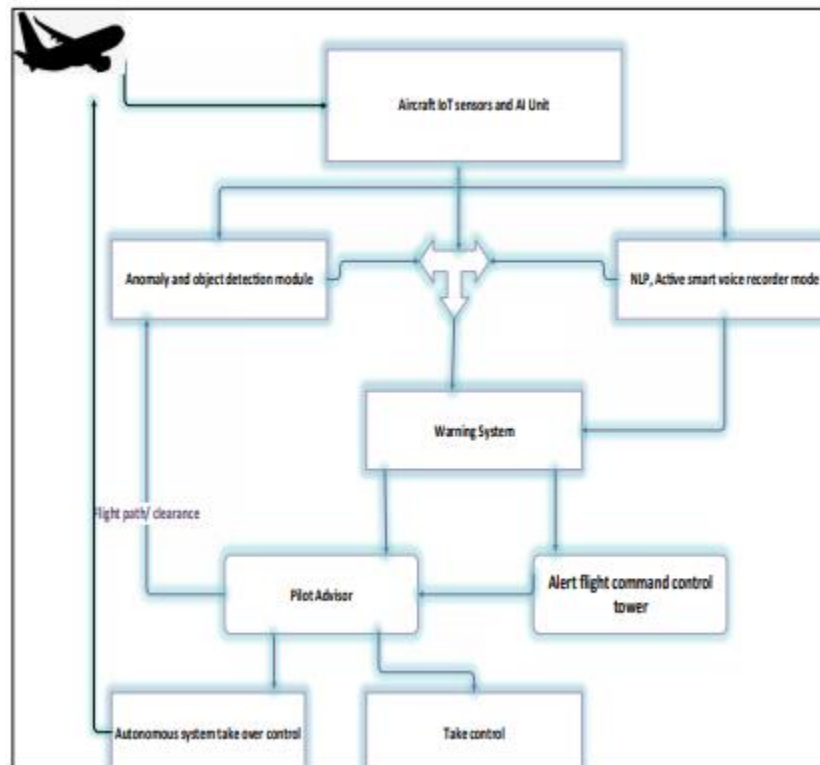 Aircraft IoT sensors and AI Unit
Anomaly and object detection module
NLP, Active smart voice recorder mode
Warning System
Flight path/ clearance
Pilot Advisor
Alert flight command control
tower
Autonomous system take over control
Take control